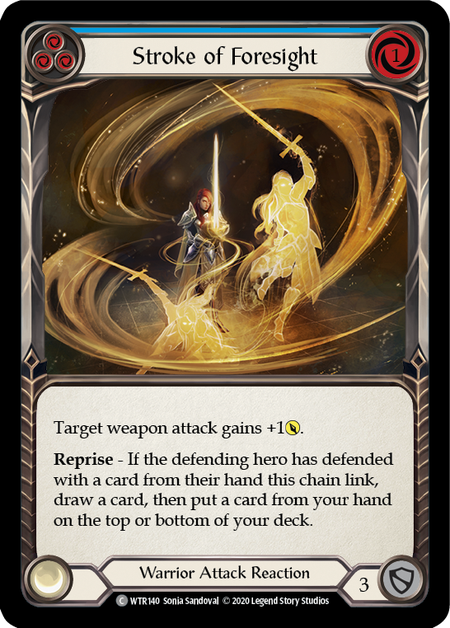 Stroke of Foresight
1
Target weapon attack gains +1.
Reprise - If the defending hero has defended
with a card from their hand this chain link,
draw a card, then put a card from your hand
on the top or bottom of your deck.
Warrior Attack Reaction
3
C WTR140 Sonia Sandoval © 2020 Legend Story Studios